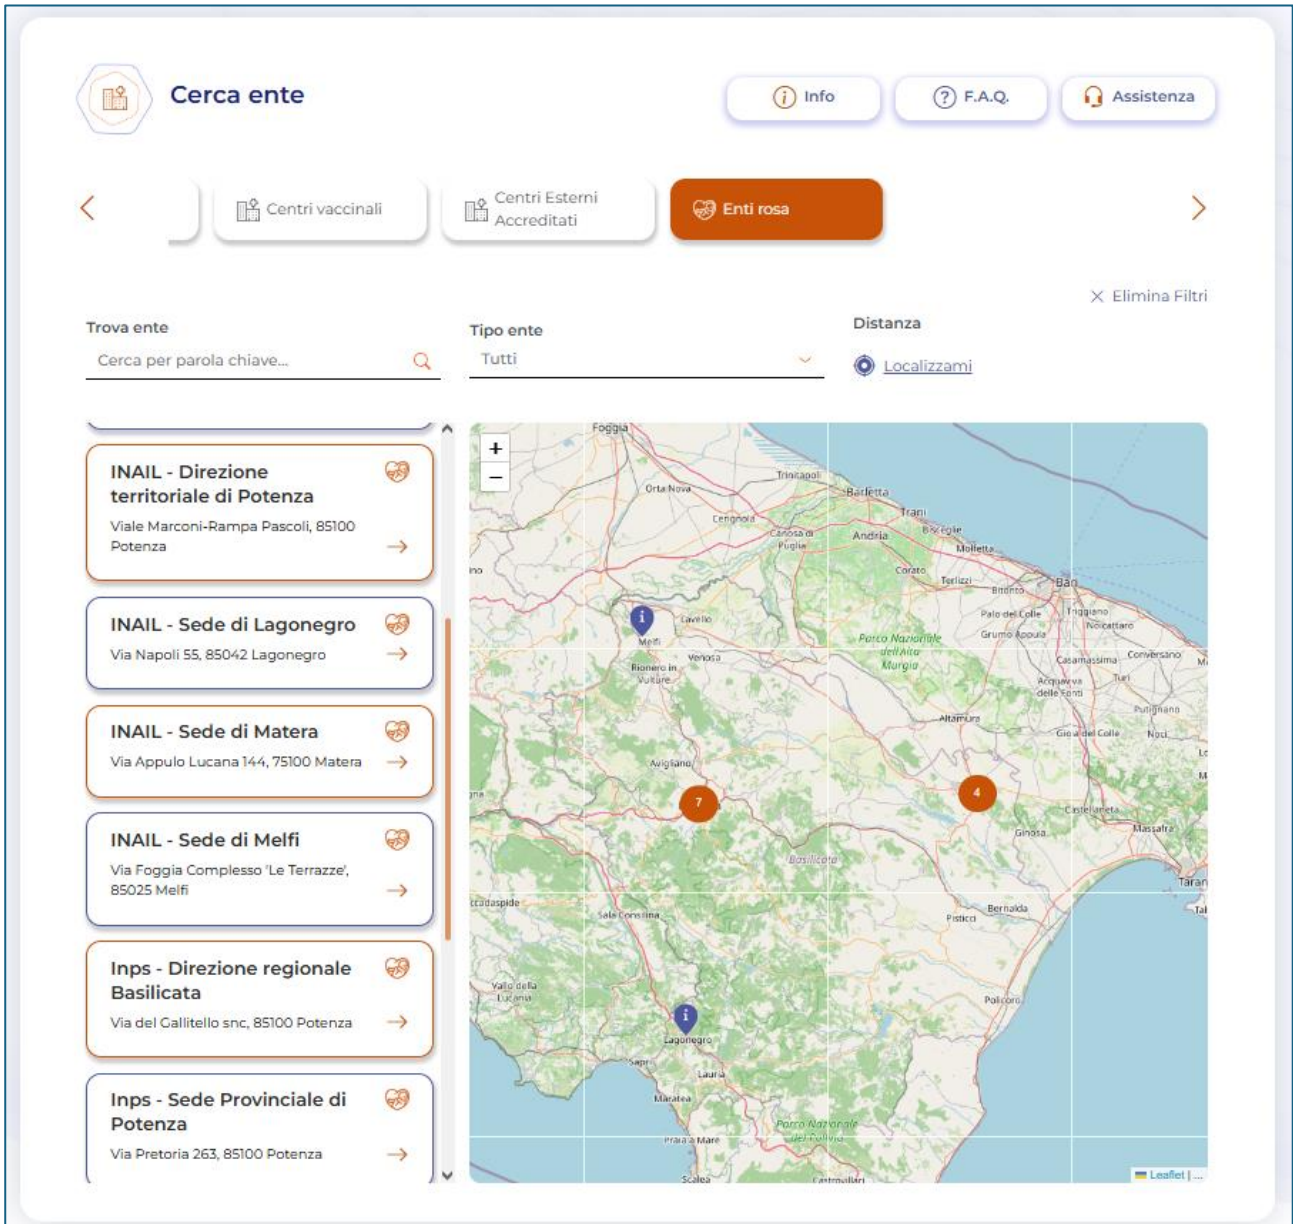 Cerca ente
Info
F.A.Q.
Assistenza
Centri vaccinali
Centri Esterni
Accreditati
Enti rosa
Elimina Filtri
Trova ente
Cerca per parola chiave...
Tipo ente
Tutti
Distanza
Localizzami
INAIL - Direzione
territoriale di Potenza
Viale Marconi-Rampa Pascoli, 85100
Potenza
INAIL - Sede di Lagonegro
Via Napoli 55, 85042 Lagonegro
INAIL - Sede di Matera
Via Appulo Lucana 144, 75100 Matera
INAIL - Sede di Melfi
Via Foggia Complesso 'Le Terrazze',
85025 Melfi
Inps - Direzione regionale
Basilicata
Via del Gallitello snc, 85100 Potenza
Inps - Sede Provinciale di
Potenza
Via Pretoria 263, 85100 Potenza
+
−
Foggia
Trinitapoli
Orta Nova
Barletta
Cerignola
Trani
Bisceglie
Canosa di
Puglia
Andria
Molfetta
Corato
Terlizzi
Bitonto
Bari
Palo del Colle
Triggiano
Noicattaro
Lavello
Melfi
Parco Nazionale
dell'Alta
Murgia
Grumo Appula
Casamassima
Conversano
Venosa
Rionero in
Vulture
Acquaviva
delle Fonti
Turi
Putignano
Altamura
Gioia del Colle
Noci
Avigliano
7
4
Castellaneta
Massafra
Ginosa
Basilicata
Taran
ccadaspide
Sala Consilina
Bernalda
Pisticci
Tal
Vallo della
Lucania
Policoro
Lagonegro
Sapri
Lauria
Maratea
Parco Nazionale
del Pollino
Praia a Mare
Scalea
Castrovillari
Leaflet | ...